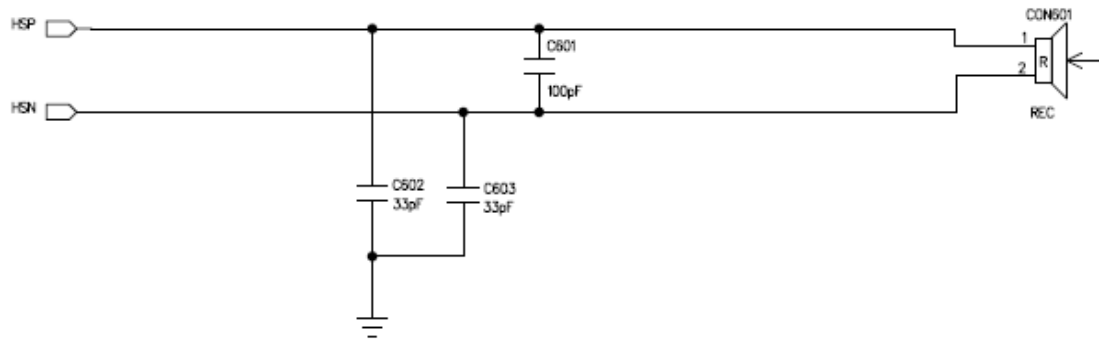 HSP
CON601
C601
1
R
2
100pF
HSN
REC
C602
33pF
C603
33pF